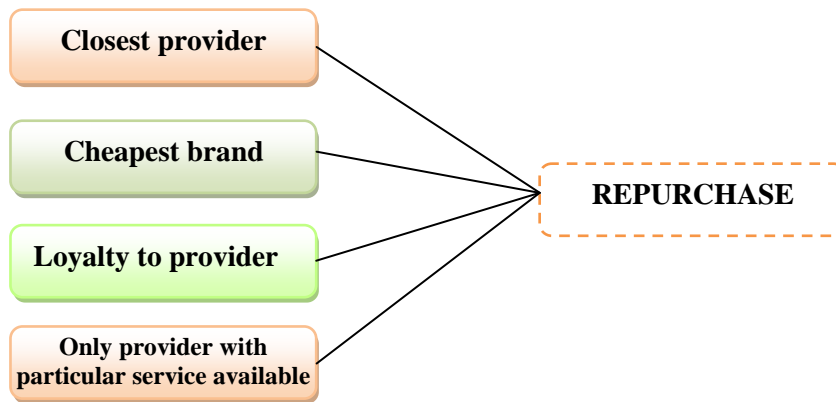 Closest provider
Cheapest brand
REPURCHASE
Loyalty to provider
Only provider with
particular service available